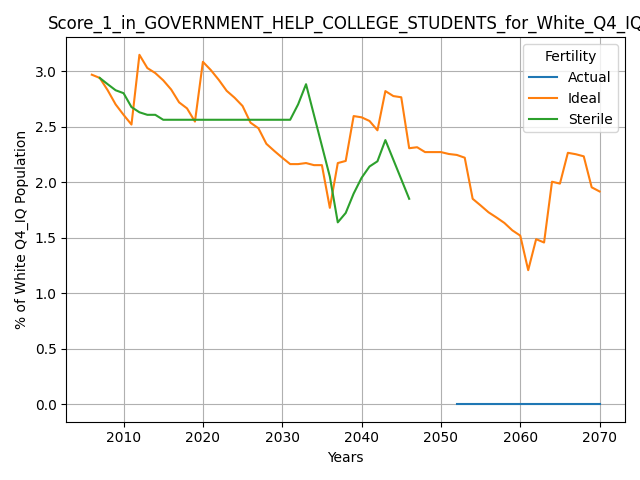 Score_1_in_GOVERNMENT_HELP_COLLEGE_STUDENTS_for_White_Q4_IQ
Fertility
Actual
Ideal
Sterile
% of White Q4_IQ Population
3.0
2.5
2.0
1.5
1.0
0.5
0.0
2010 2020 2030 2040 2050 2060 2070
Years